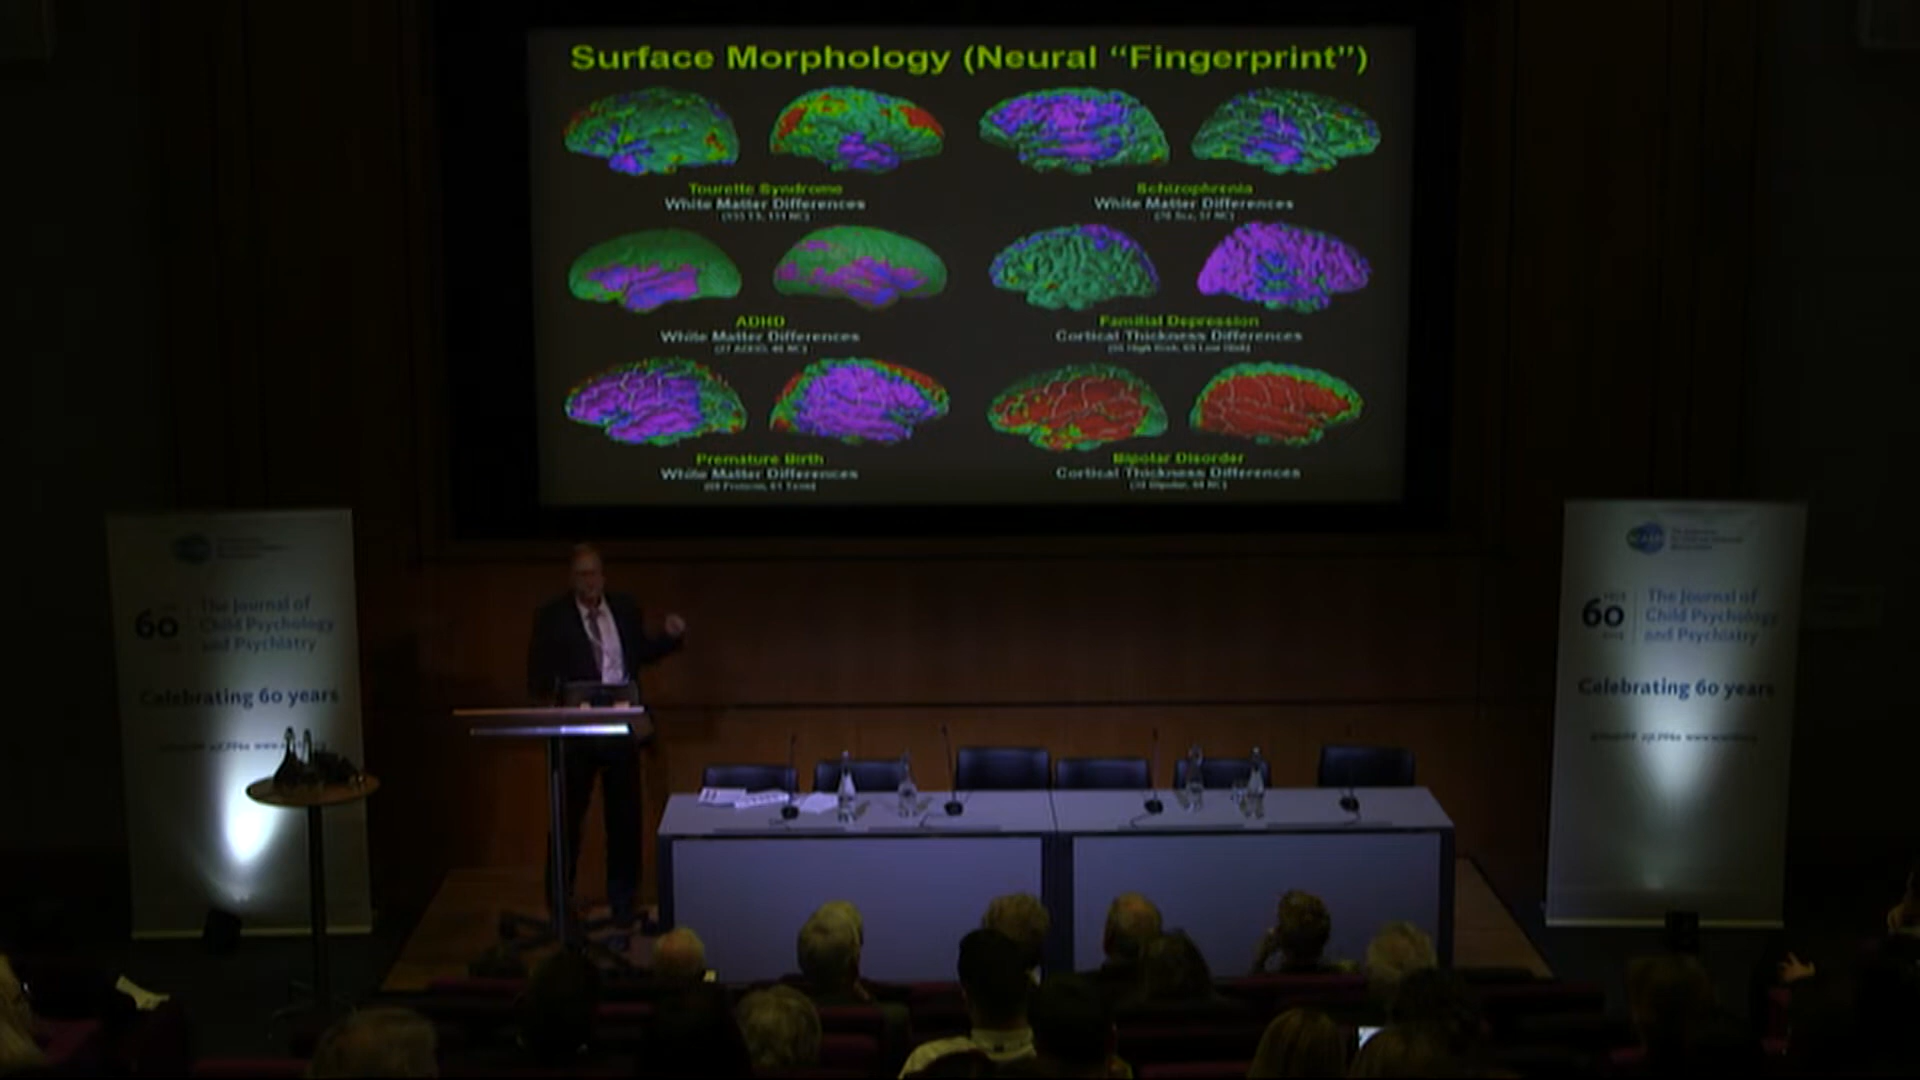 Surface Morphology (Neural “Fingerprint”)
Tourette Syndrome
White Matter Differences
Schizophrenia
White Matter Differences
ADHD
White Matter Differences
Familial Depression
Cortical Thickness Differences
Premature Birth
White Matter Differences
Bipolar Disorder
Cortical Thickness Differences
60
The Journal of
Child Psychology
and Psychiatry
Celebrating 60 years
60
The Journal of
Child Psychology
and Psychiatry
Celebrating 60 years